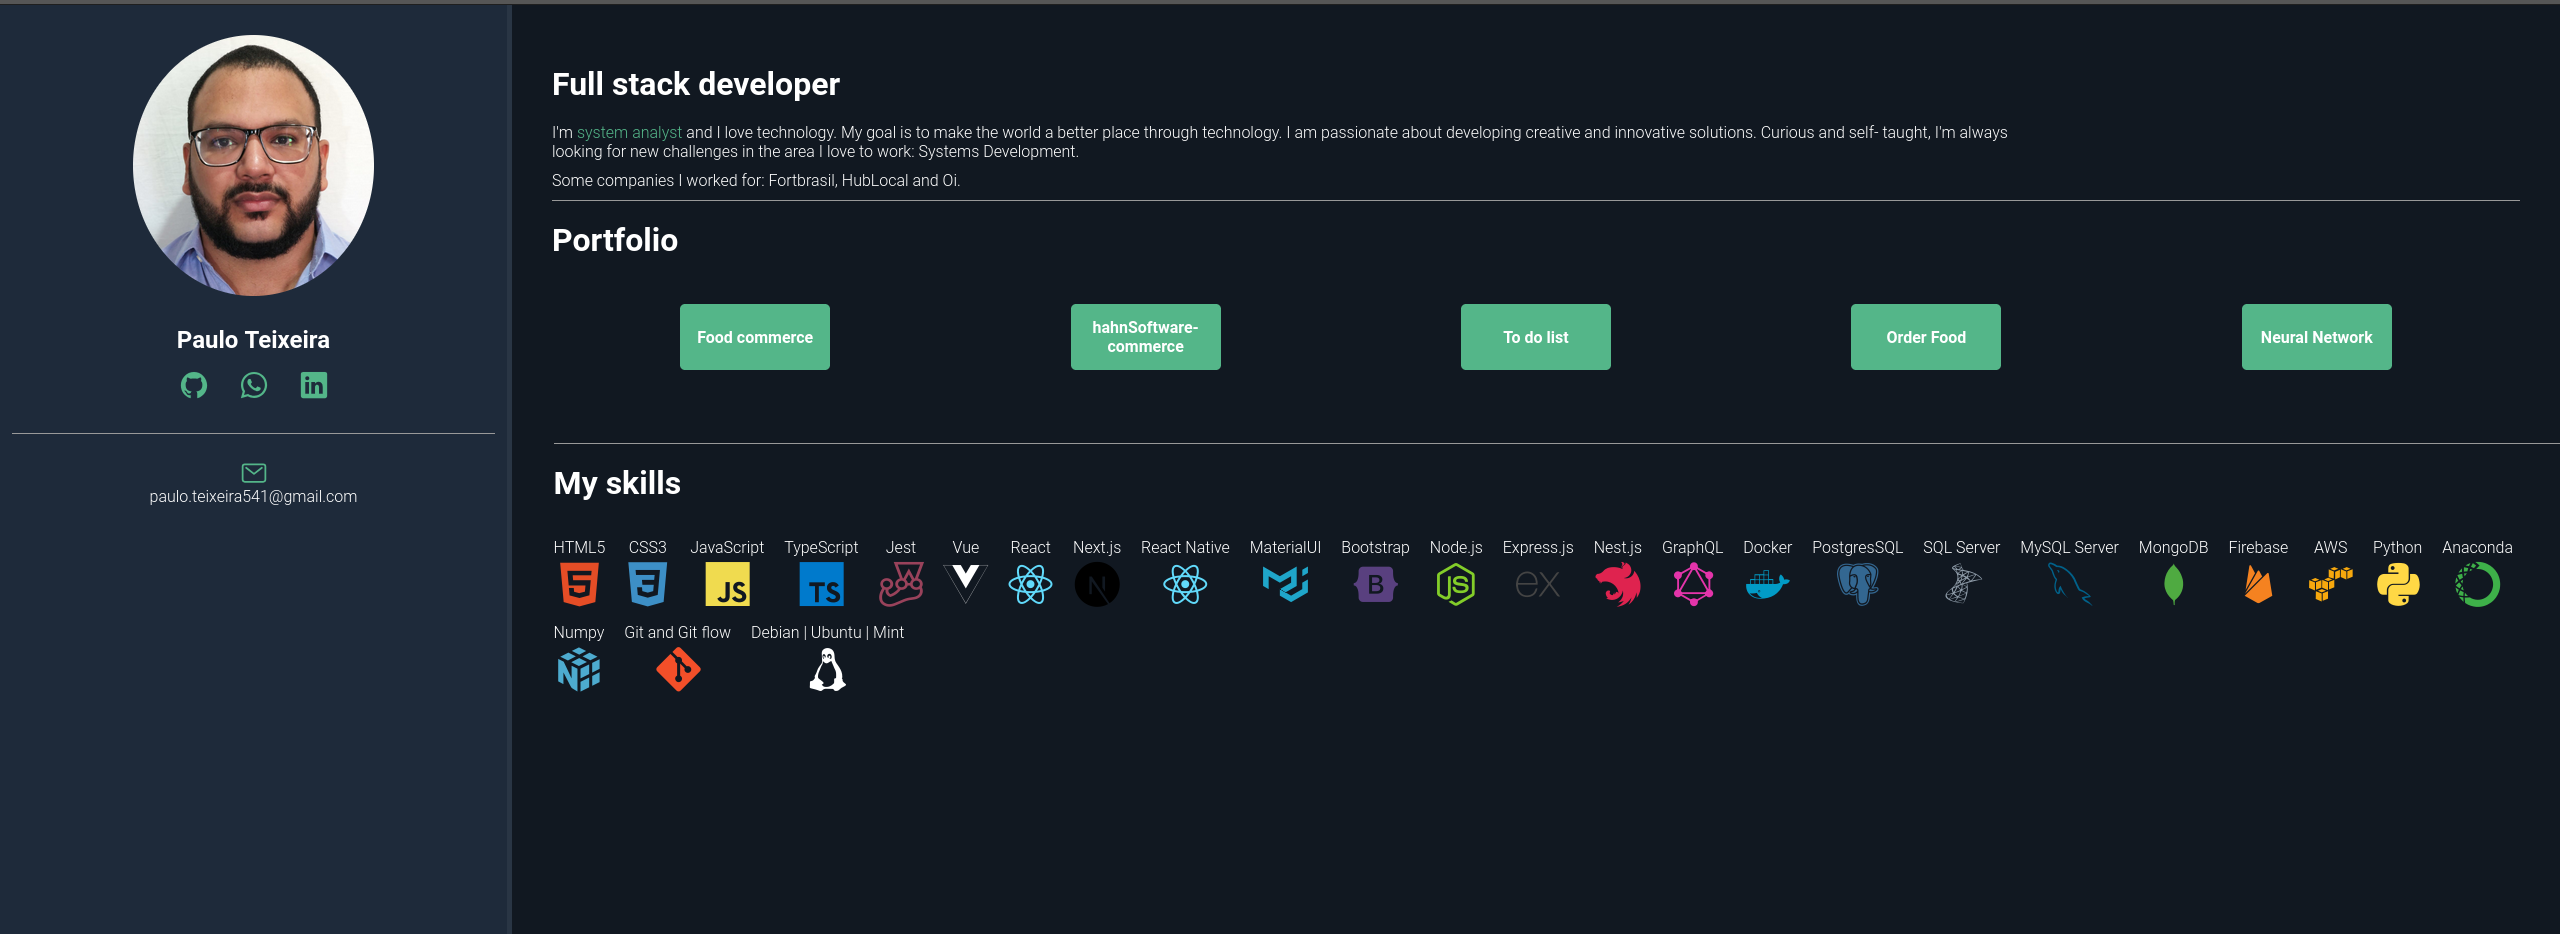 Paulo Teixeira
paulo.teixeira541@gmail.com
Full stack developer
I'm system analyst and I love technology. My goal is to make the world a better place through technology. I am passionate about developing creative and innovative solutions. Curious and self- taught, I'm always
looking for new challenges in the area I love to work: Systems Development.
Some companies I worked for: Fortbrasil, HubLocal and Oi.
Portfolio
Food commerce
hahnSoftware-
commerce
To do list
Order Food
Neural Network
My skills
HTML5 CSS3 JavaScript TypeScript Jest Vue React Next.js React Native MaterialUI Bootstrap Node.js Express.js Nest.js GraphQL Docker PostgresSQL SQL Server MySQL Server MongoDB Firebase AWS Python Anaconda
5 3 JS TS N B JS ex
Numpy Git and Git flow Debian | Ubuntu | Mint